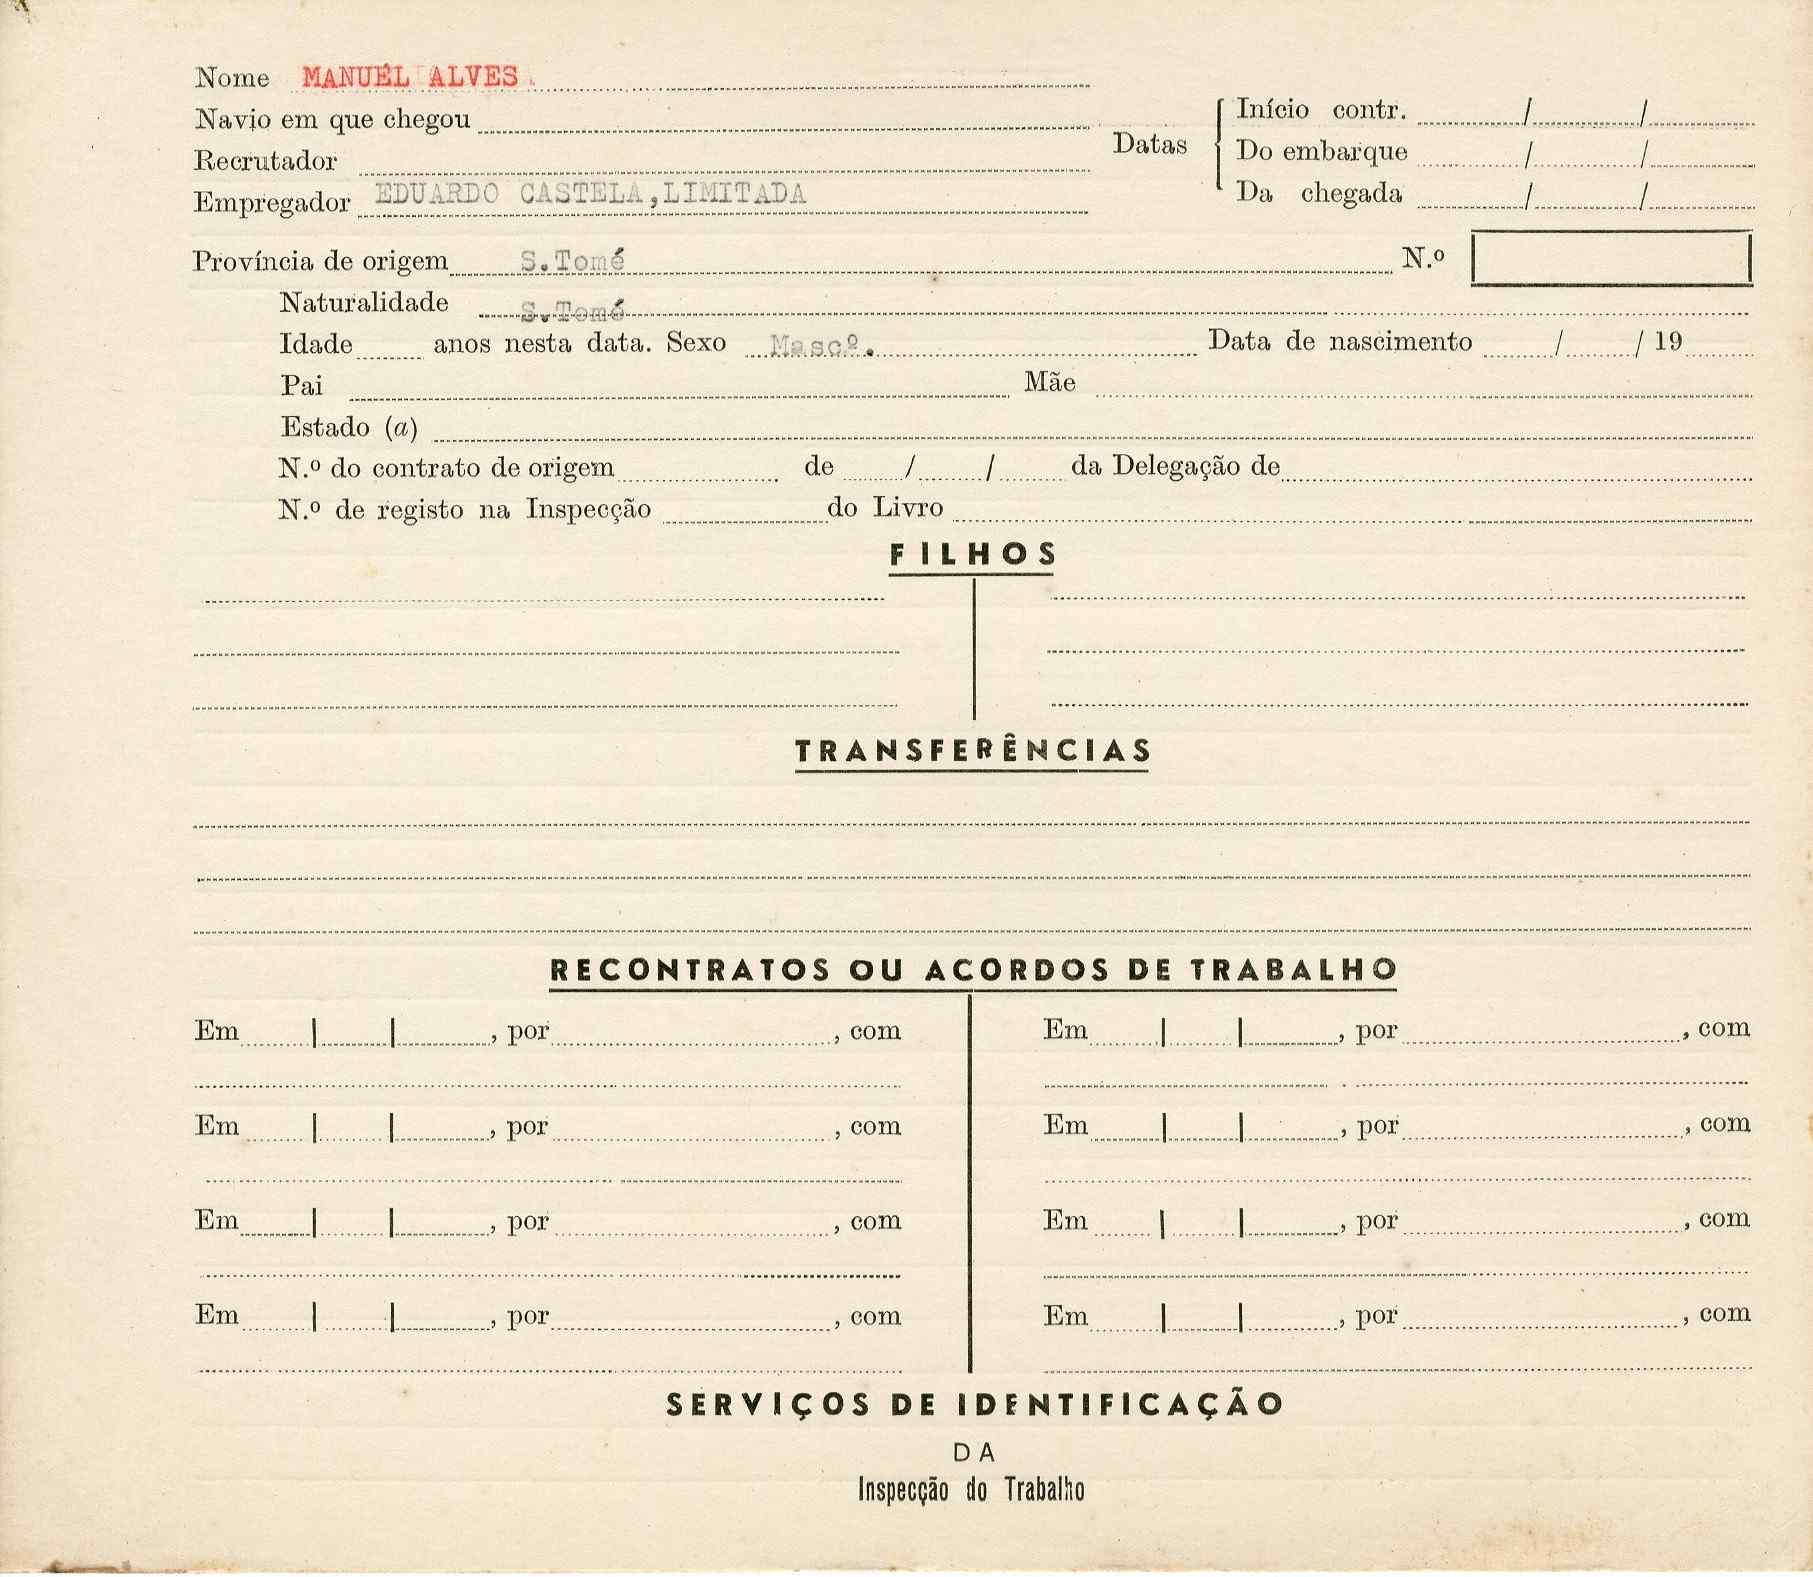 Nome MANUÉL ALVES
Navio em que chegou
Recrutador
Empregador EDUARDO CASTELA,LIMITADA
Datas
Início contr. / /
Do embarque / /
Da chegada / /
Província de origem S.Tomé N.º
Naturalidade S.Tomé
Idade anos nesta data. Sexo Mascº. Data de nascimento / / 19
Pai Mãe
Estado (a)
N.º do contrato de origem de / / da Delegação de
N.º de registo na Inspecção do Livro
FILHOS
TRANSFERÊNCIAS
RECONTRATOS OU ACORDOS DE TRABALHO
Em | | , por , com Em | | , por , com
Em | | , por , com Em | | , por , com
Em | | , por , com Em | | , por , com
Em | | , por , com Em | | , por , com
SERVIÇOS DE IDENTIFICAÇÃO
DA
Inspecção do Trabalho